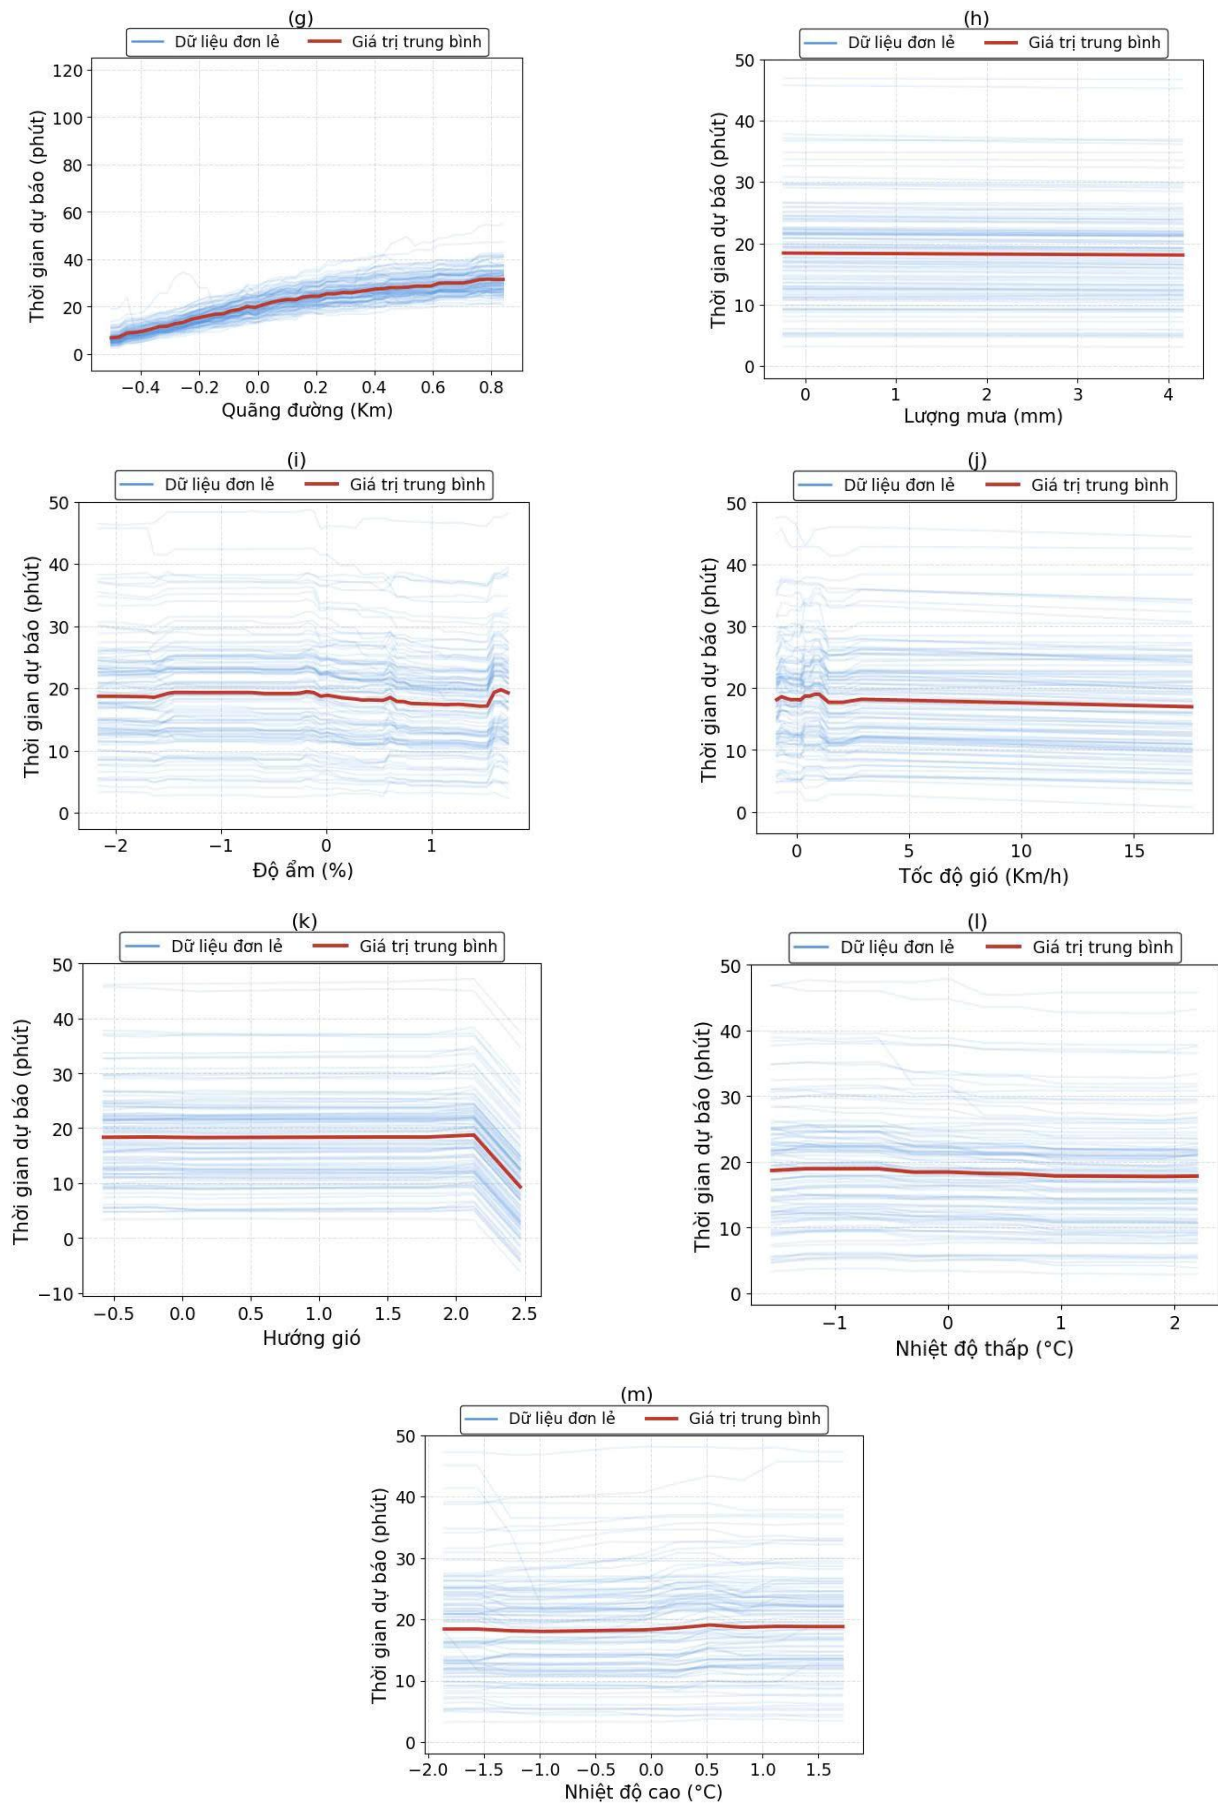 (g)
Dữ liệu đơn lẻ Giá trị trung bình
120
100
80
60
40
20
0
Thời gian dự báo (phút)
−0.4 −0.2 0.0 0.2 0.4 0.6 0.8
Quãng đường (Km)
(h)
Dữ liệu đơn lẻ Giá trị trung bình
50
40
30
20
10
0
Thời gian dự báo (phút)
0 1 2 3 4
Lượng mưa (mm)
(i)
Dữ liệu đơn lẻ Giá trị trung bình
50
40
30
20
10
0
Thời gian dự báo (phút)
−2 −1 0 1
Độ ẩm (%)
(j)
Dữ liệu đơn lẻ Giá trị trung bình
50
40
30
20
10
0
Thời gian dự báo (phút)
0 5 10 15
Tốc độ gió (Km/h)
(k)
Dữ liệu đơn lẻ Giá trị trung bình
50
40
30
20
10
0
−10
Thời gian dự báo (phút)
−0.5 0.0 0.5 1.0 1.5 2.0 2.5
Hướng gió
(l)
Dữ liệu đơn lẻ Giá trị trung bình
50
40
30
20
10
0
Thời gian dự báo (phút)
−1 0 1 2
Nhiệt độ thấp (°C)
(m)
Dữ liệu đơn lẻ Giá trị trung bình
50
40
30
20
10
0
Thời gian dự báo (phút)
−2.0 −1.5 −1.0 −0.5 0.0 0.5 1.0 1.5
Nhiệt độ cao (°C)